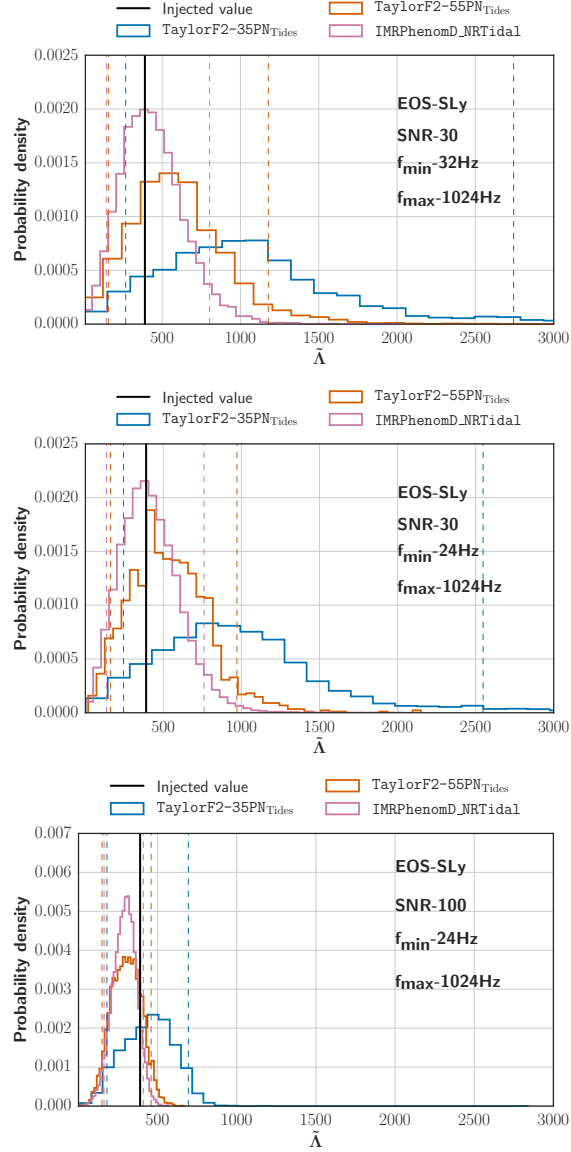 Injected value TaylorF2-55PN_Tides
TaylorF2-35PN_Tides IMRPhenomD_NRTidal
0.0025
0.0020
0.0015
0.0010
0.0005
0.0000
Probability density
EOS-SLy
SNR-30
f_min-32Hz
f_max-1024Hz
500 1000 1500 2000 2500 3000
Λ̃
Injected value TaylorF2-55PN_Tides
TaylorF2-35PN_Tides IMRPhenomD_NRTidal
0.0025
0.0020
0.0015
0.0010
0.0005
0.0000
Probability density
EOS-SLy
SNR-30
f_min-24Hz
f_max-1024Hz
500 1000 1500 2000 2500 3000
Λ̃
Injected value TaylorF2-55PN_Tides
TaylorF2-35PN_Tides IMRPhenomD_NRTidal
0.007
0.006
0.005
0.004
0.003
0.002
0.001
0.000
Probability density
EOS-SLy
SNR-100
f_min-24Hz
f_max-1024Hz
500 1000 1500 2000 2500 3000
Λ̃